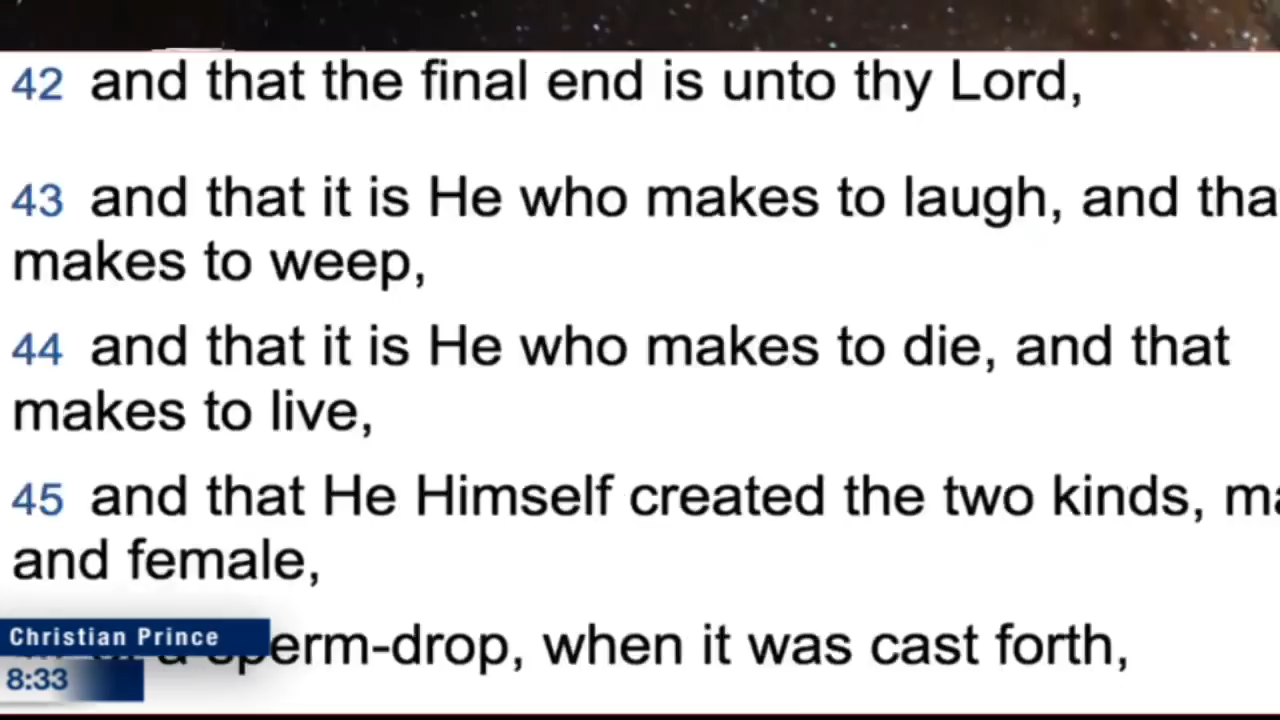 42 and that the final end is unto thy Lord,
43 and that it is He who makes to laugh, and
makes to weep,
44 and that it is He who makes to die, and that
makes to live,
45 and that He Himself created the two kinds,
and female,
a sperm-drop, when it was cast forth,
Christian Prince
8:33